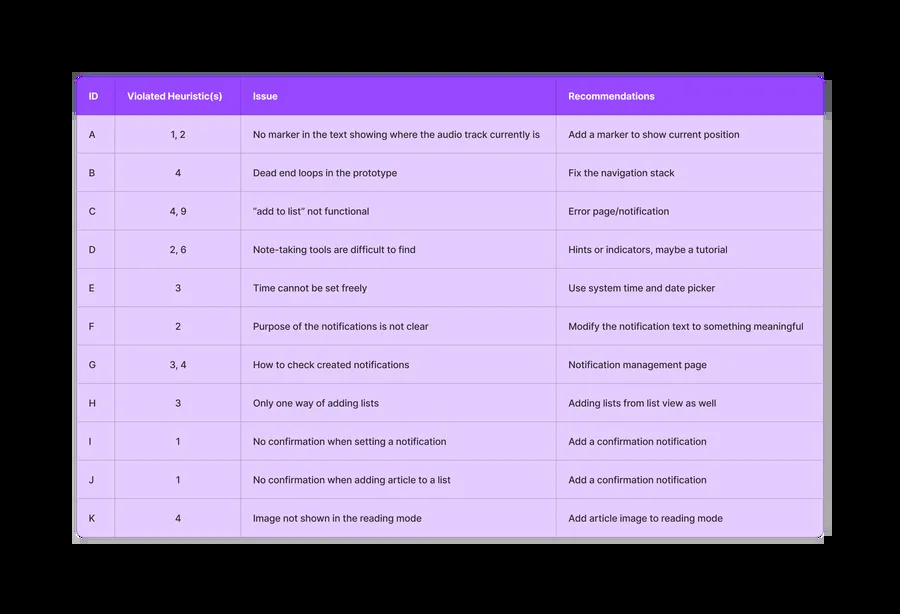 ID Violated Heuristic(s) Issue Recommendations
A 1, 2 No marker in the text showing where the audio track currently is Add a marker to show current position
B 4 Dead end loops in the prototype Fix the navigation stack
C 4, 9 “add to list” not functional Error page/notification
D 2, 6 Note-taking tools are difficult to find Hints or indicators, maybe a tutorial
E 3 Time cannot be set freely Use system time and date picker
F 2 Purpose of the notifications is not clear Modify the notification text to something meaningful
G 3, 4 How to check created notifications Notification management page
H 3 Only one way of adding lists Adding lists from list view as well
I 1 No confirmation when setting a notification Add a confirmation notification
J 1 No confirmation when adding article to a list Add a confirmation notification
K 4 Image not shown in the reading mode Add article image to reading mode